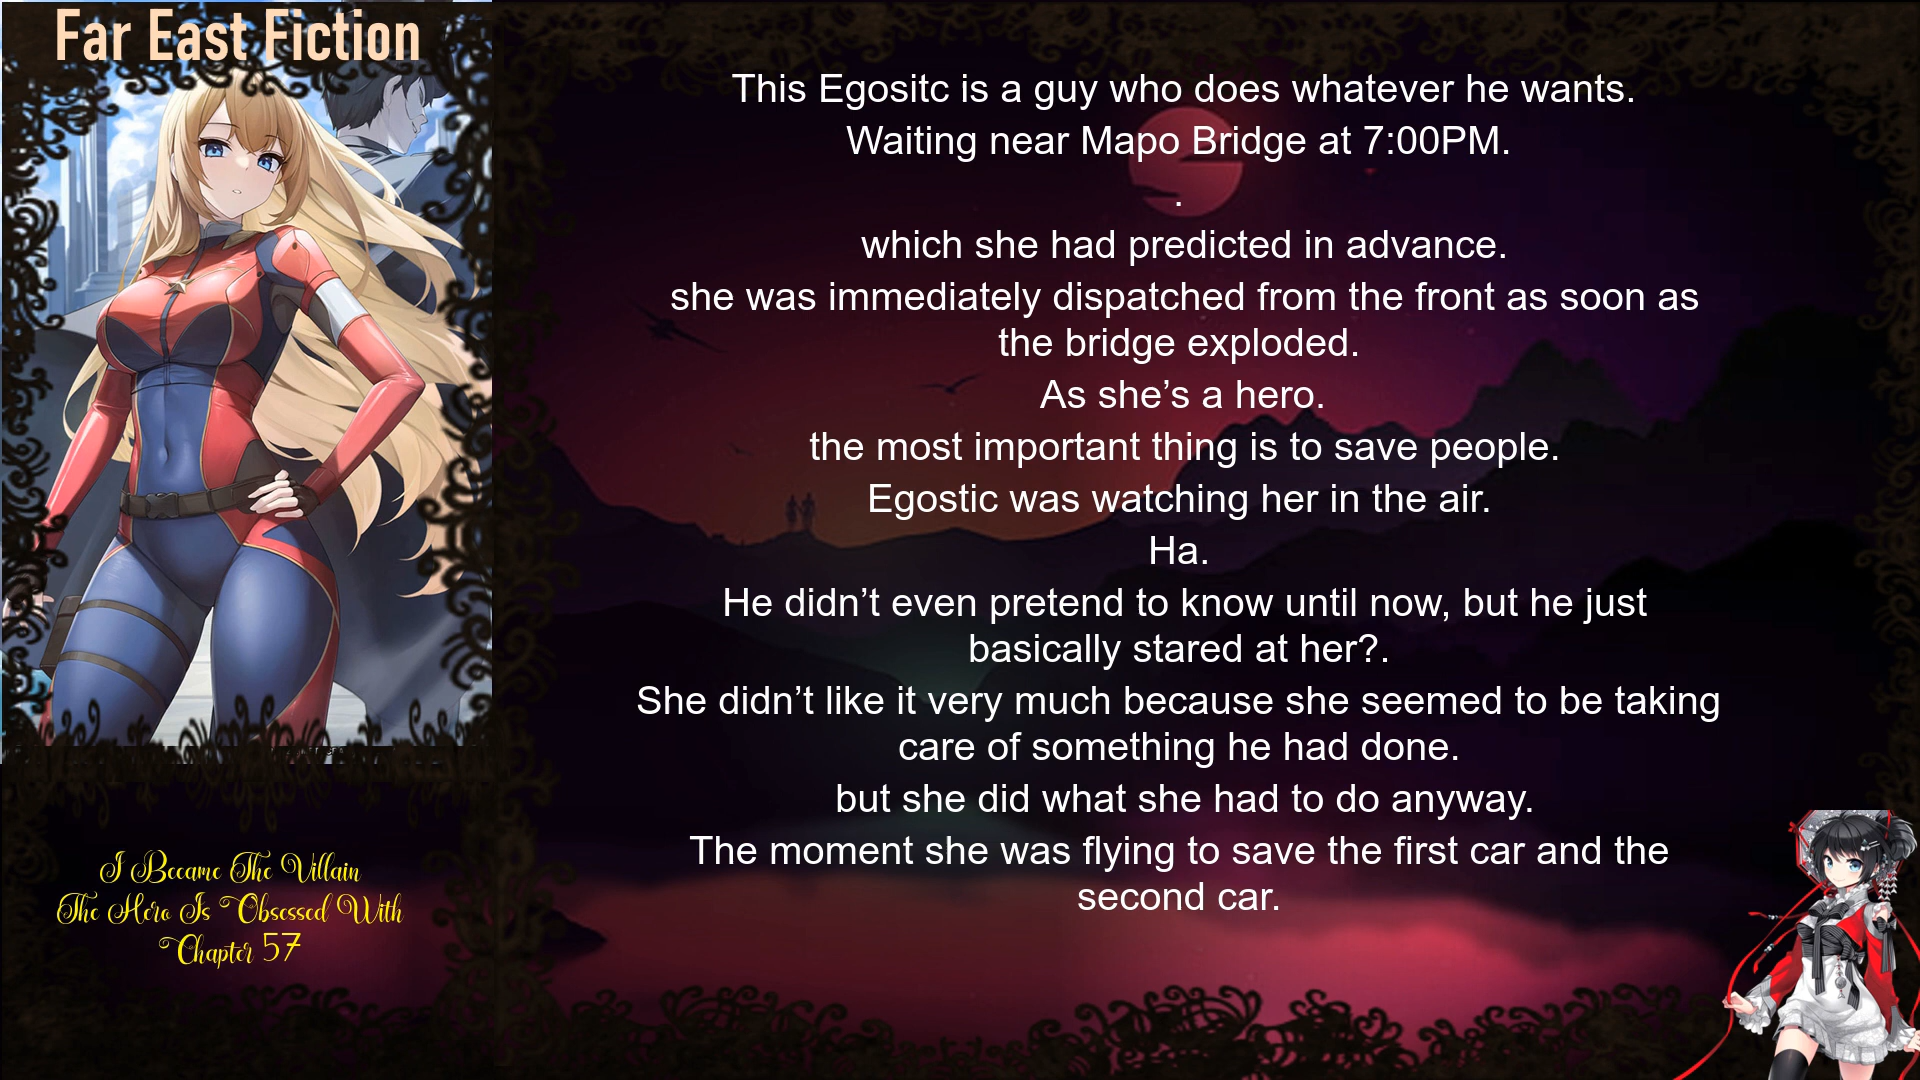 Far East Fiction
This Egositc is a guy who does whatever he wants.
Waiting near Mapo Bridge at 7:00PM.
.
which she had predicted in advance.
she was immediately dispatched from the front as soon as
the bridge exploded.
As she’s a hero.
the most important thing is to save people.
Egostic was watching her in the air.
Ha.
He didn’t even pretend to know until now, but he just
basically stared at her?.
She didn’t like it very much because she seemed to be taking
care of something he had done.
but she did what she had to do anyway.
The moment she was flying to save the first car and the
second car.
I Became The Villain
The Hero Is Obsessed With
Chapter 57